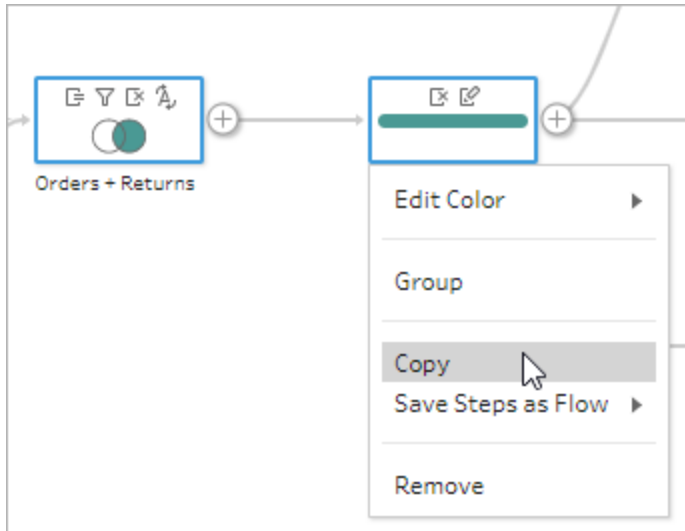 Orders + Returns
Edit Color
Group
Copy
Save Steps as Flow
Remove